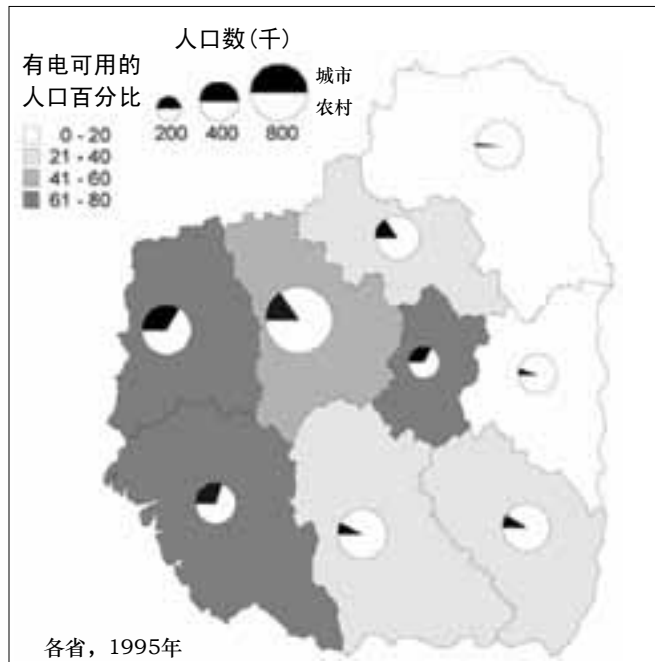 人口数(千)
有电可用的
人口百分比
城市
农村
200 400 800
0 - 20
21 - 40
41 - 60
61 - 80
各省，1995年